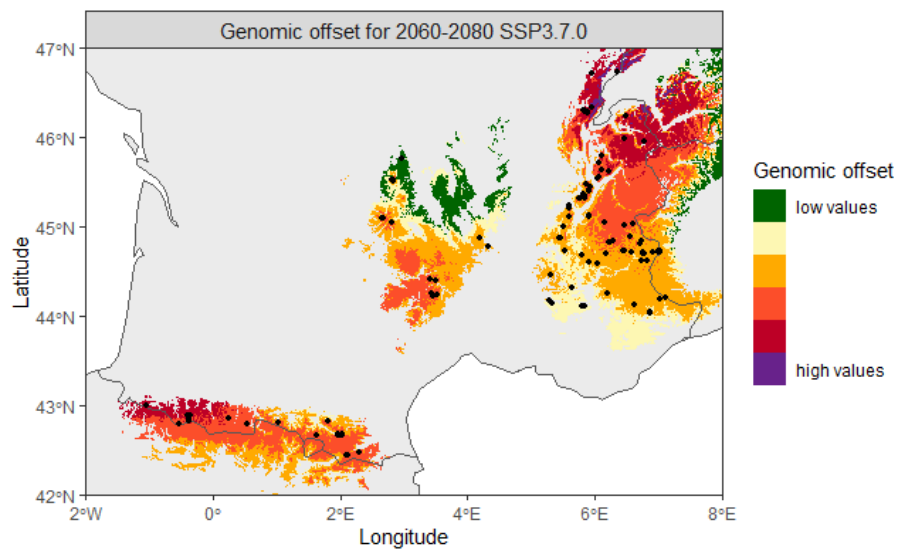 Genomic offset for 2060-2080 SSP3.7.0
47°N
46°N
45°N
44°N
43°N
42°N
Latitude
2°W
0°
2°E
4°E
6°E
8°E
Longitude
Genomic offset
low values
high values